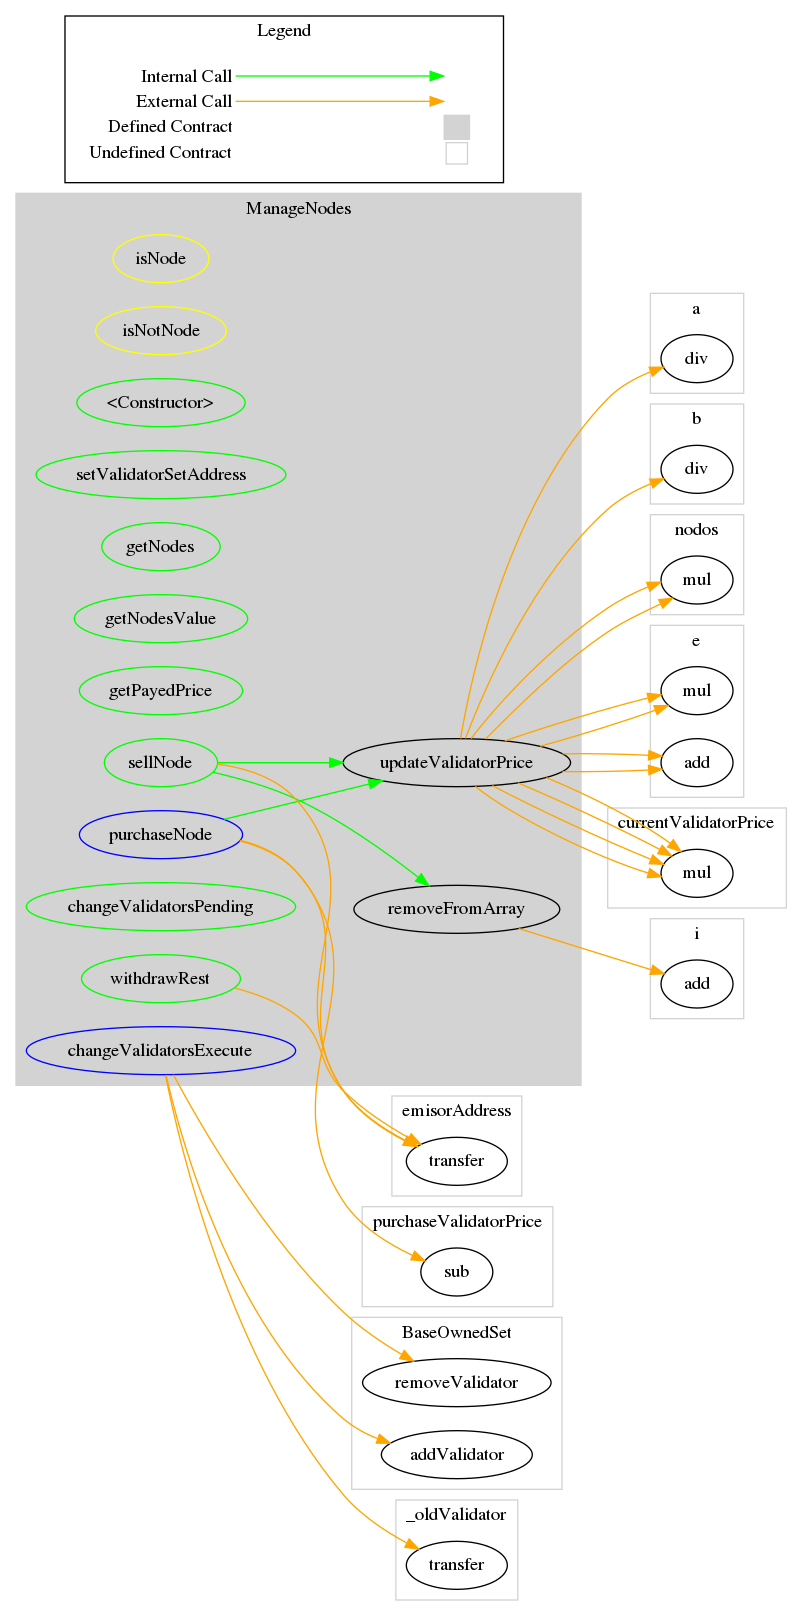 Legend
Internal Call
External Call
Defined Contract
Undefined Contract
ManageNodes
isNode
isNotNode
<Constructor>
setValidatorSetAddress
getNodes
getNodesValue
getPayedPrice
sellNode
purchaseNode
changeValidatorsPending
withdrawRest
changeValidatorsExecute
updateValidatorPrice
removeFromArray
a
div
b
div
nodos
mul
e
mul
add
currentValidatorPrice
mul
i
add
emisorAddress
transfer
purchaseValidatorPrice
sub
BaseOwnedSet
removeValidator
addValidator
_oldValidator
transfer